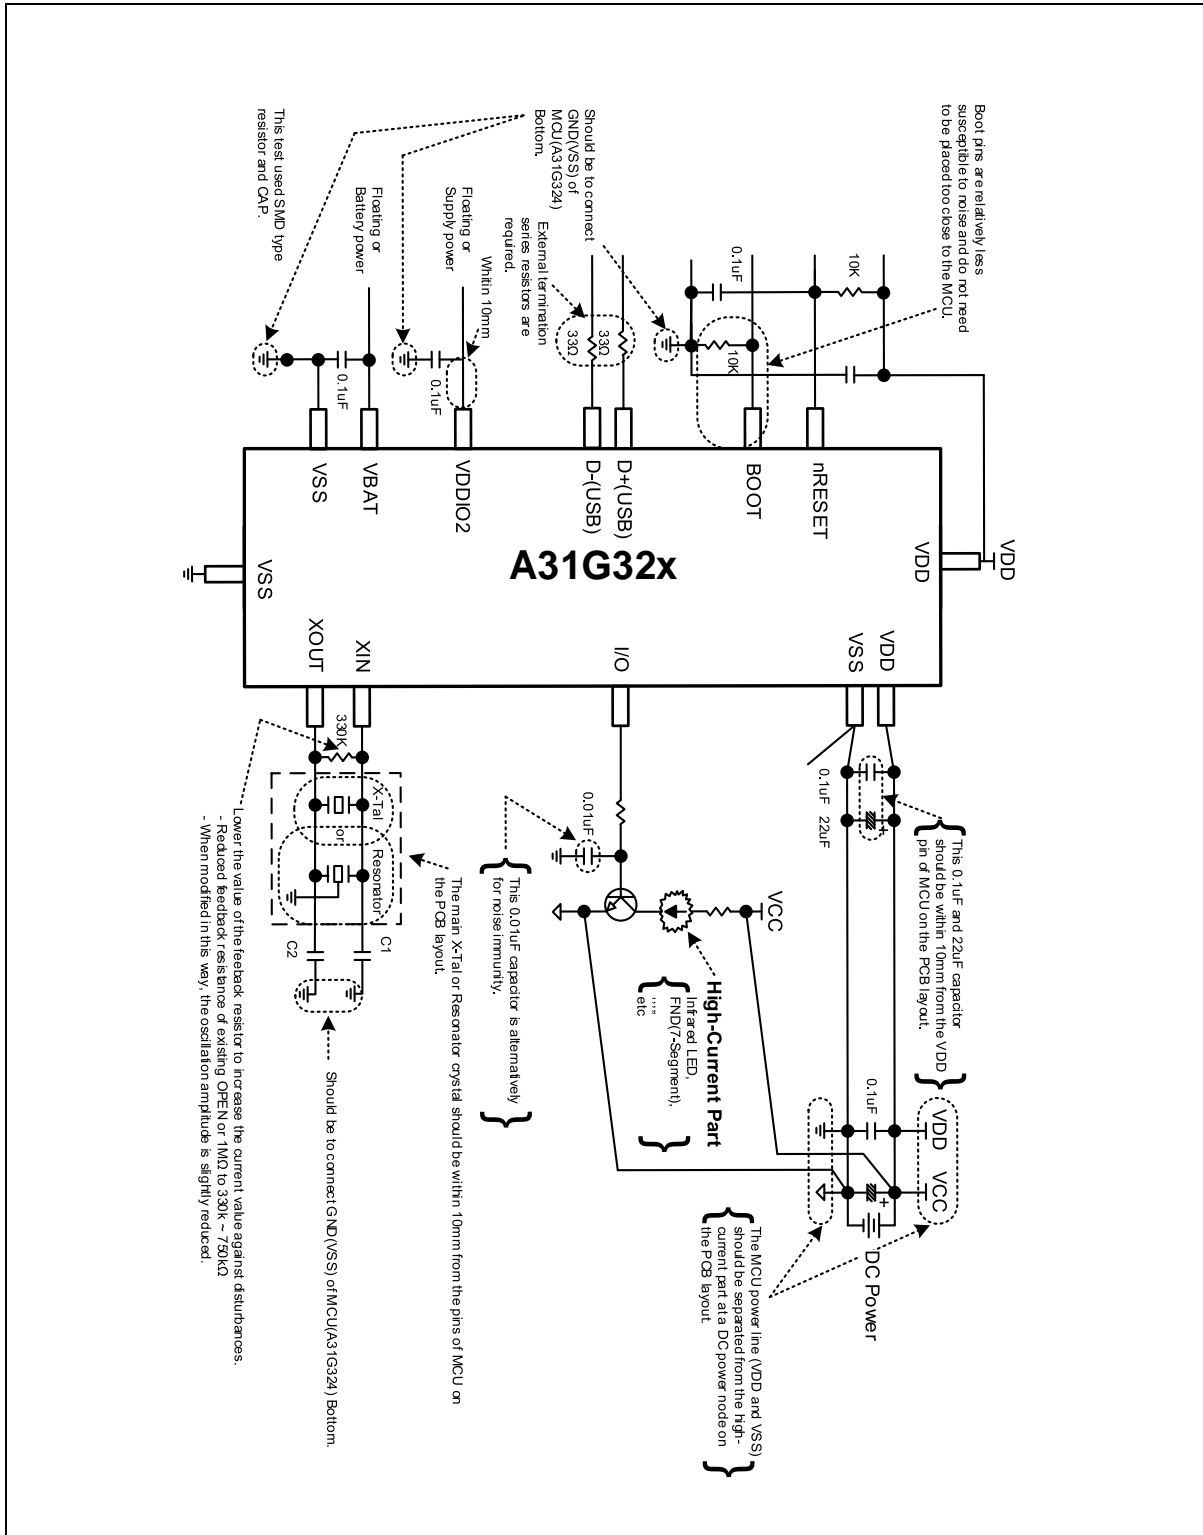 Boot pins are relatively less
susceptible to noise and do not need
to be placed too close to the MCU.
10K
0.1uF
10K
Should be to connect
GND(VSS) of
MCU(A31G324)
Bottom.
External termination
series resistors are
required.
33Ω
33Ω
Whitin 10mm
Floating or
Supply power
0.1uF
Floating or
Battery power
0.1uF
This test used SMD type
resistor and CAP.
VDD
VDD
nRESET
BOOT
D+(USB)
D-(USB)
VDDIO2
VBAT
VSS
A31G32x
VSS
VDD
VSS
I/O
XIN
XOUT
0.1uF
22uF
+
This 0.1uF and 22uF capacitor
should be within 10mm from the VDD
pin of MCU on the PCB layout.
0.1uF
VDD
VCC
+
DC Power
The MCU power line (VDD and VSS)
should be separated from the high-
current part at a DC power node on
the PCB layout.
VCC
High-Current Part
Infrared LED,
FND(7-Segment),
,,,,
etc
0.01uF
This 0.01uF capacitor is alternatively
for noise immunity.
330K
X-Tal
or
Resonator
C1
C2
The main X-Tal or Resonator crystal should be within 10mm from the pins of MCU on
the PCB layout.
Should be to connect GND(VSS) of MCU(A31G324) Bottom.
Lower the value of the feeback resistor to increase the current value against disturbances.
- Reduced feedback resistance of existing OPEN or 1MΩ to 330k ~ 750kΩ
- When modified in this way, the oscillation amplitude is slightly reduced.